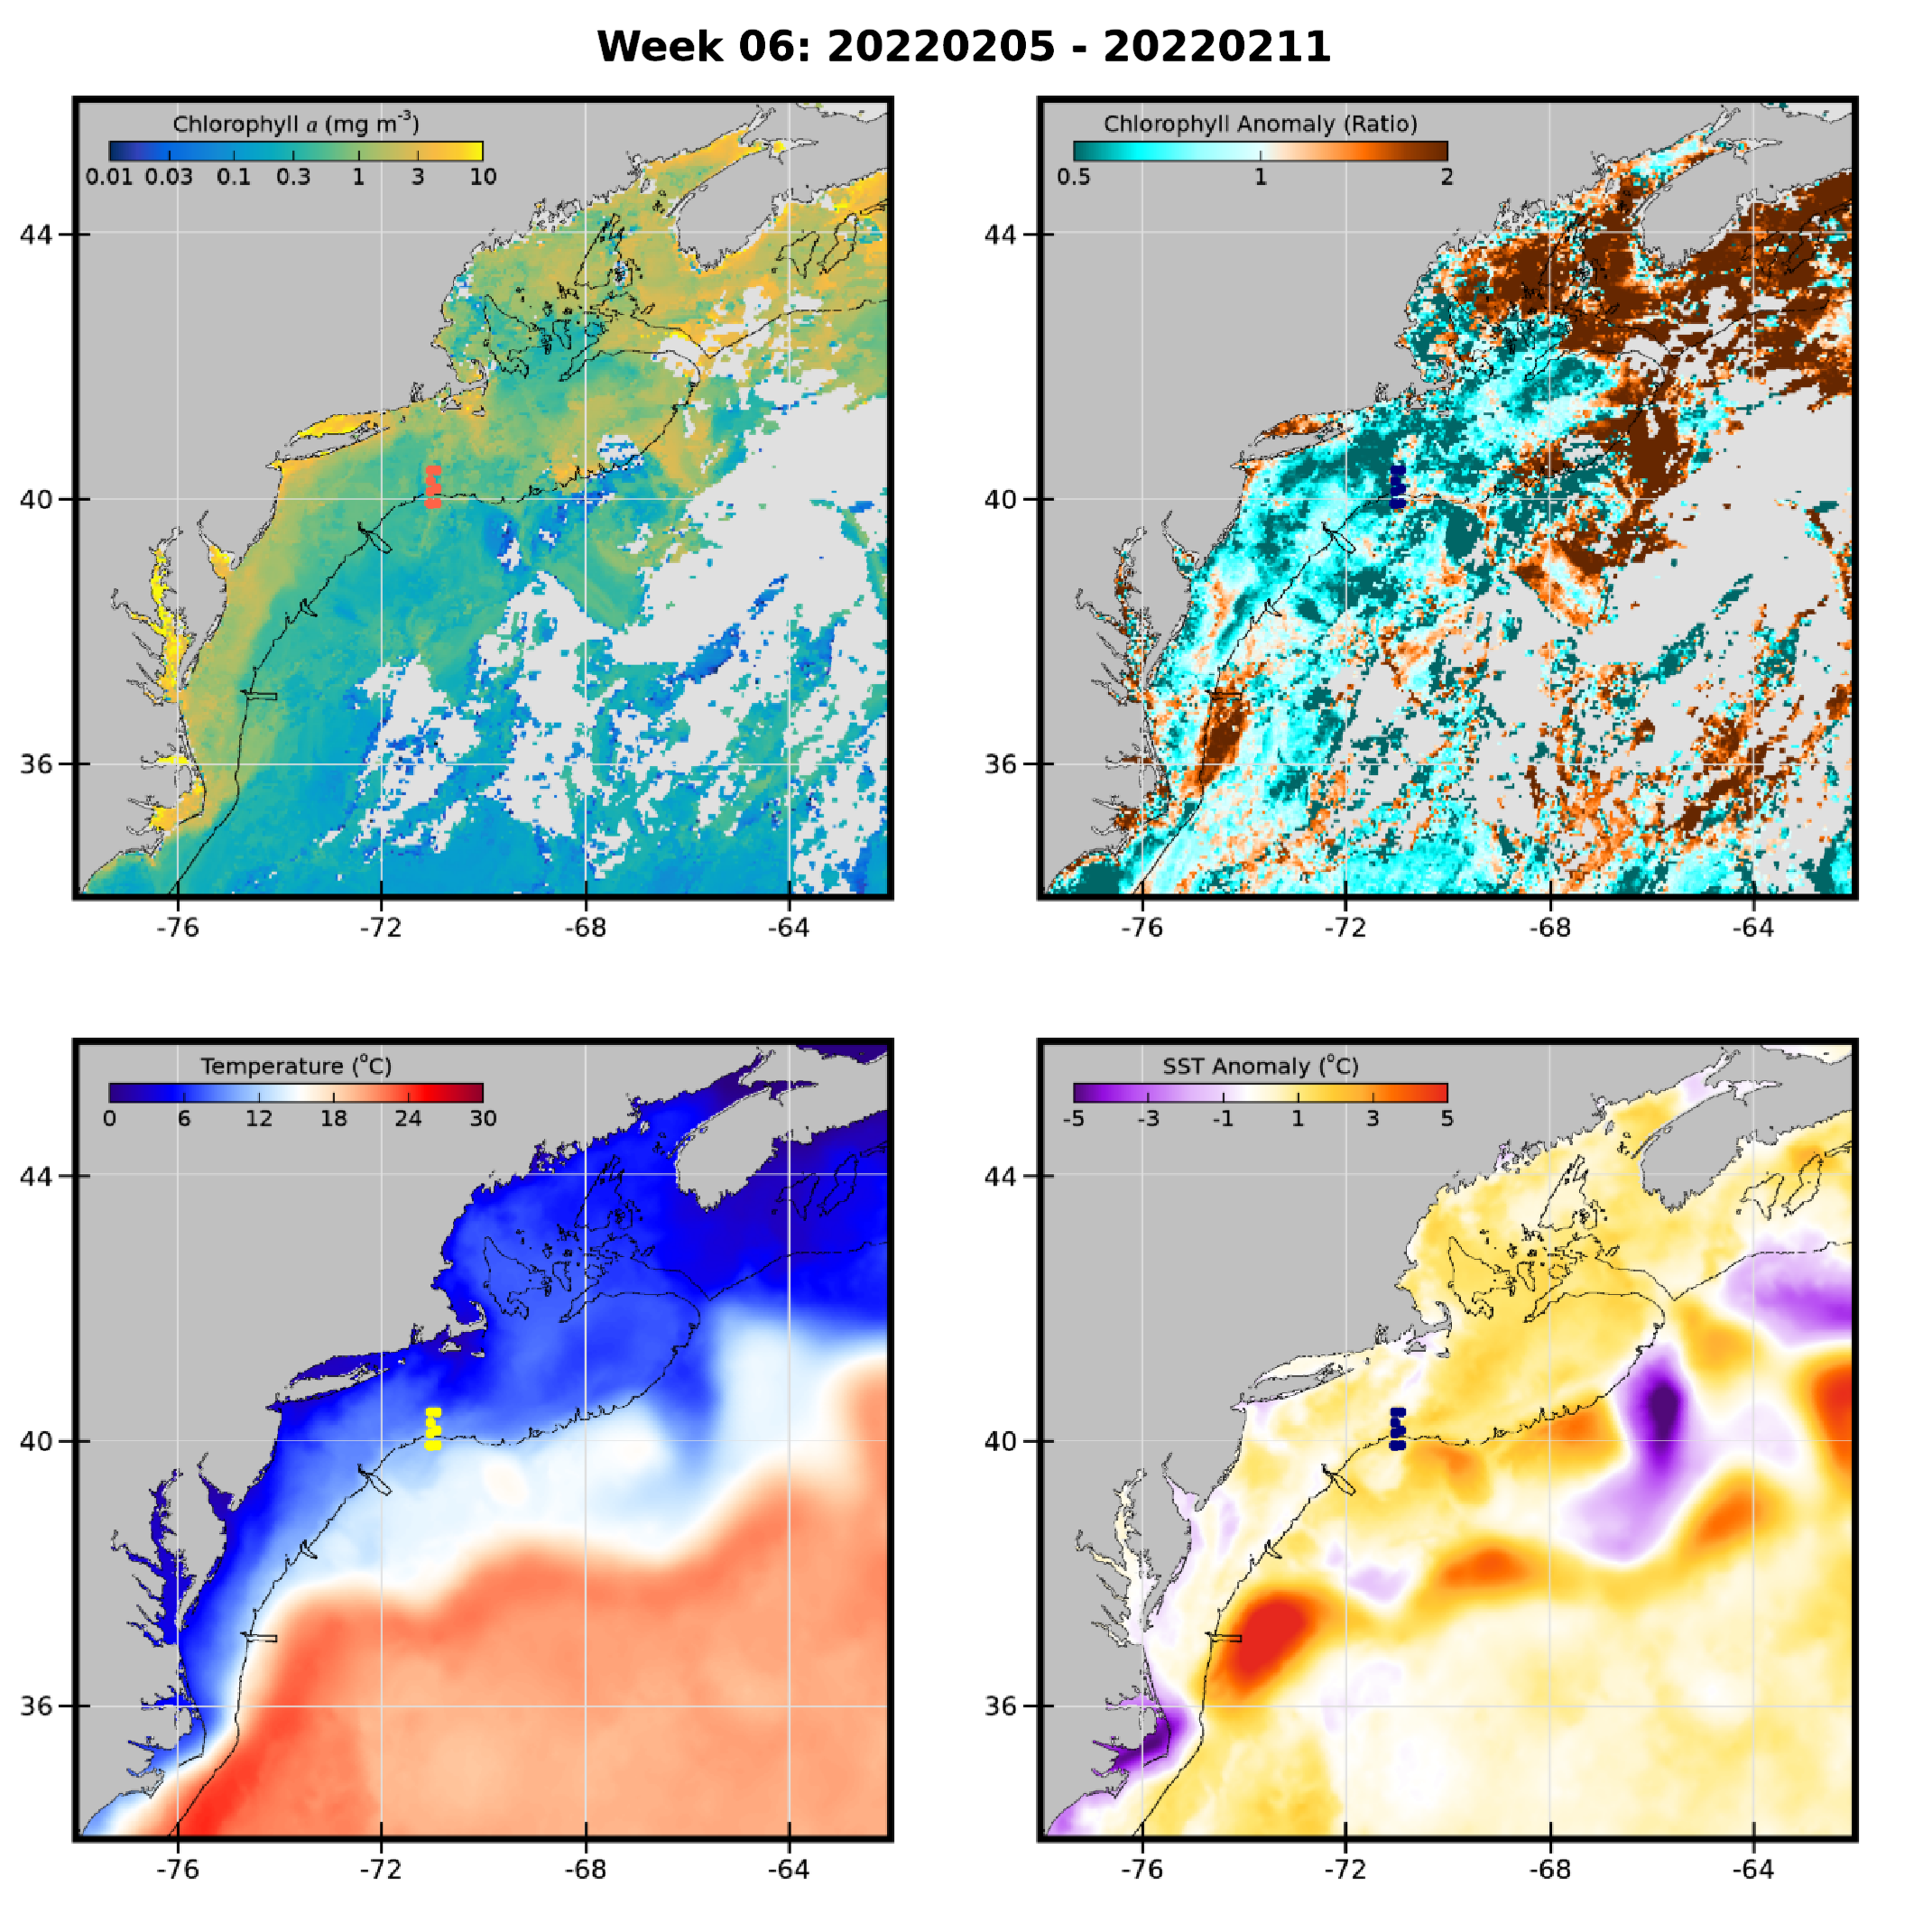 Week 06: 20220205 - 20220211
Chlorophyll a (mg m-3)
0.01 0.03 0.1 0.3 1 3 10
Chlorophyll Anomaly (Ratio)
0.5 1 2
44
40
36
-76 -72 -68 -64
44
40
36
-76 -72 -68 -64
Temperature (oC)
0 6 12 18 24 30
SST Anomaly (oC)
-5 -3 -1 1 3 5
44
40
36
-76 -72 -68 -64
44
40
36
-76 -72 -68 -64